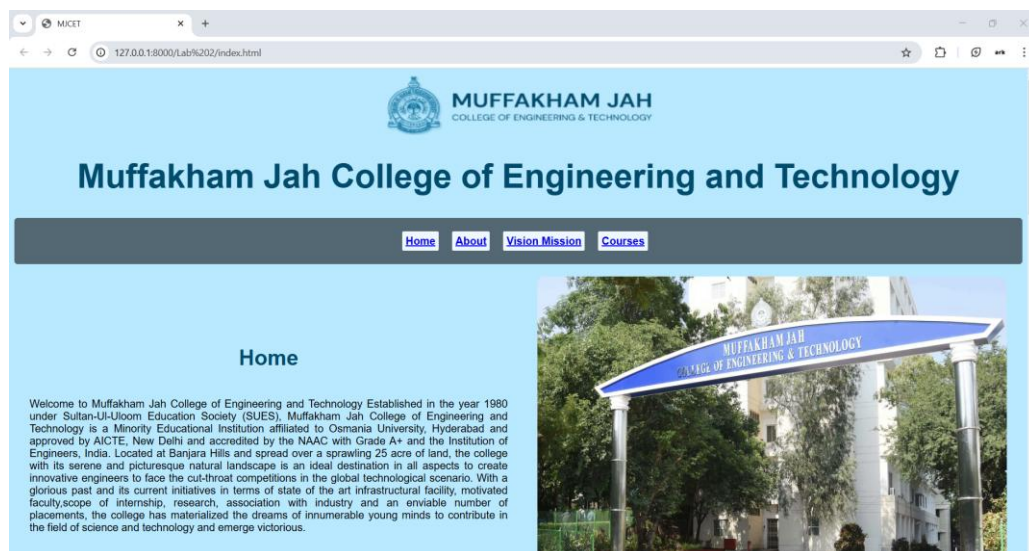 MJCET
127.0.0.1:8000/Lab%202/index.html
MUFFAKHAM JAH
COLLEGE OF ENGINEERING & TECHNOLOGY
Muffakham Jah College of Engineering and Technology
Home About Vision Mission Courses
Home
Welcome to Muffakham Jah College of Engineering and Technology Established in the year 1980
under Sultan-Ul-Uloom Education Society (SUES), Muffakham Jah College of Engineering and
Technology is a Minority Educational Institution affiliated to Osmania University, Hyderabad and
approved by AICTE, New Delhi and accredited by the NAAC with Grade A+ and the Institution of
Engineers, India. Located at Banjara Hills and spread over a sprawling 25 acre of land, the college
with its serene and picturesque natural landscape is an ideal destination in all aspects to create
innovative engineers to face the cut-throat competitions in the global technological scenario. With a
glorious past and its current initiatives in terms of state of the art infrastructural facility, motivated
faculty,scope of internship, research, association with industry and an enviable number of
placements, the college has materialized the dreams of innumerable young minds to contribute in
the field of science and technology and emerge victorious.
MUFFAKHAM JAH
COLLEGE OF ENGINEERING & TECHNOLOGY